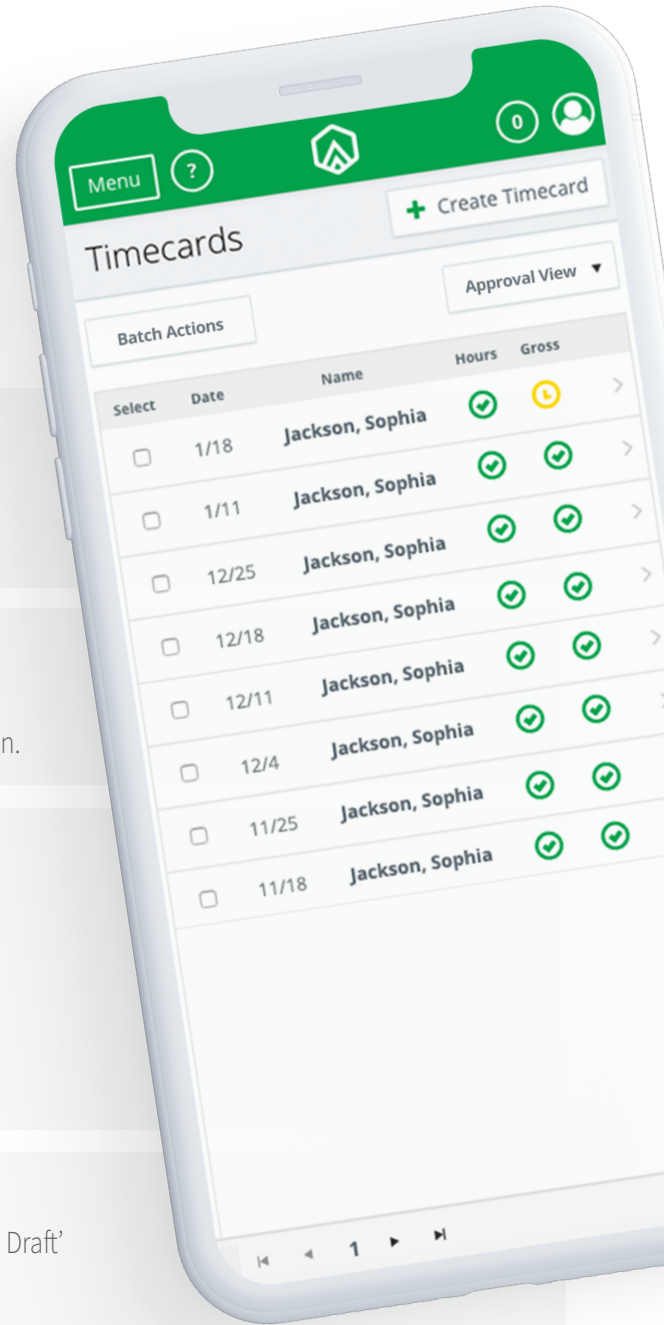 0
Menu ?
+ Create Timecard
Timecards
Approval View ▼
Batch Actions
Select Date Name Hours Gross
1/18 Jackson, Sophia
1/11 Jackson, Sophia
12/25 Jackson, Sophia
12/18 Jackson, Sophia
12/11 Jackson, Sophia
n.
12/4 Jackson, Sophia
11/25 Jackson, Sophia
11/18 Jackson, Sophia
Draft’
1